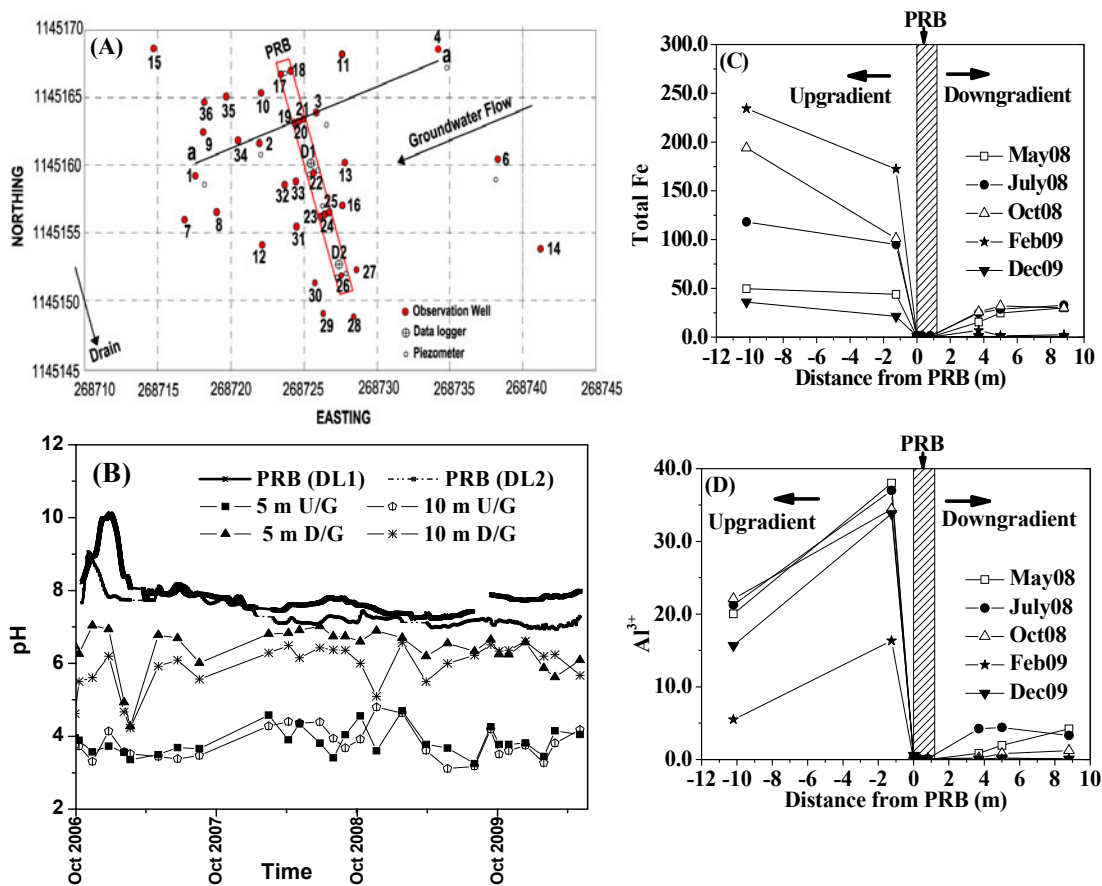 (A)
NORTHING
1145170
1145165
1145160
1145155
1145150
1145145
268710
268715
268720
268725
268730
268735
268740
268745
EASTING
PRB
Groundwater Flow
Drain
a
a
D1
D2
15
4
11
18
17
10
3
36
35
21
19
20
9
34
2
6
13
1
22
32
33
25
16
7
8
23
24
31
12
14
27
26
30
29
28
Observation Well
Data logger
Piezometer
(B)
pH
12
10
8
6
4
2
PRB (DL1)
PRB (DL2)
5 m U/G
10 m U/G
5 m D/G
10 m D/G
Oct 2006
Oct 2007
Oct 2008
Oct 2009
Time
PRB
(C)
Total Fe
300.0
250.0
200.0
150.0
100.0
50.0
0.0
Upgradient
Downgradient
May08
July08
Oct08
Feb09
Dec09
-12 -10 -8 -6 -4 -2 0 2 4 6 8 10
Distance from PRB (m)
PRB
(D)
Al3+
40.0
30.0
20.0
10.0
0.0
Upgradient
Downgradient
May08
July08
Oct08
Feb09
Dec09
-12 -10 -8 -6 -4 -2 0 2 4 6 8 10
Distance from PRB (m)